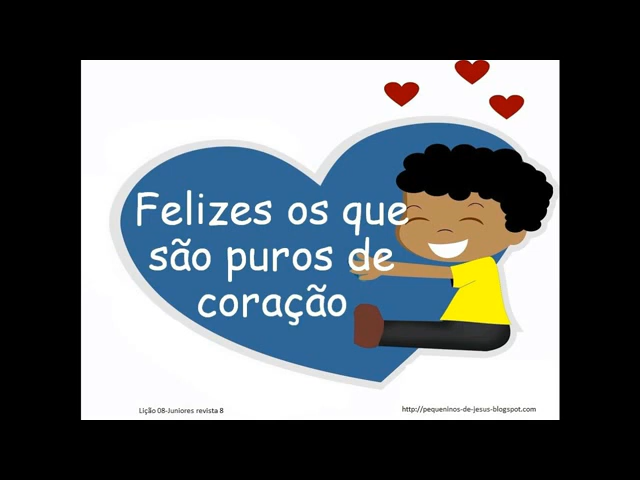 Felizes os que
são puros de
coração
Lição 08-Juniores revista 8
http://pequeninos-de-jesus-blogspot.com